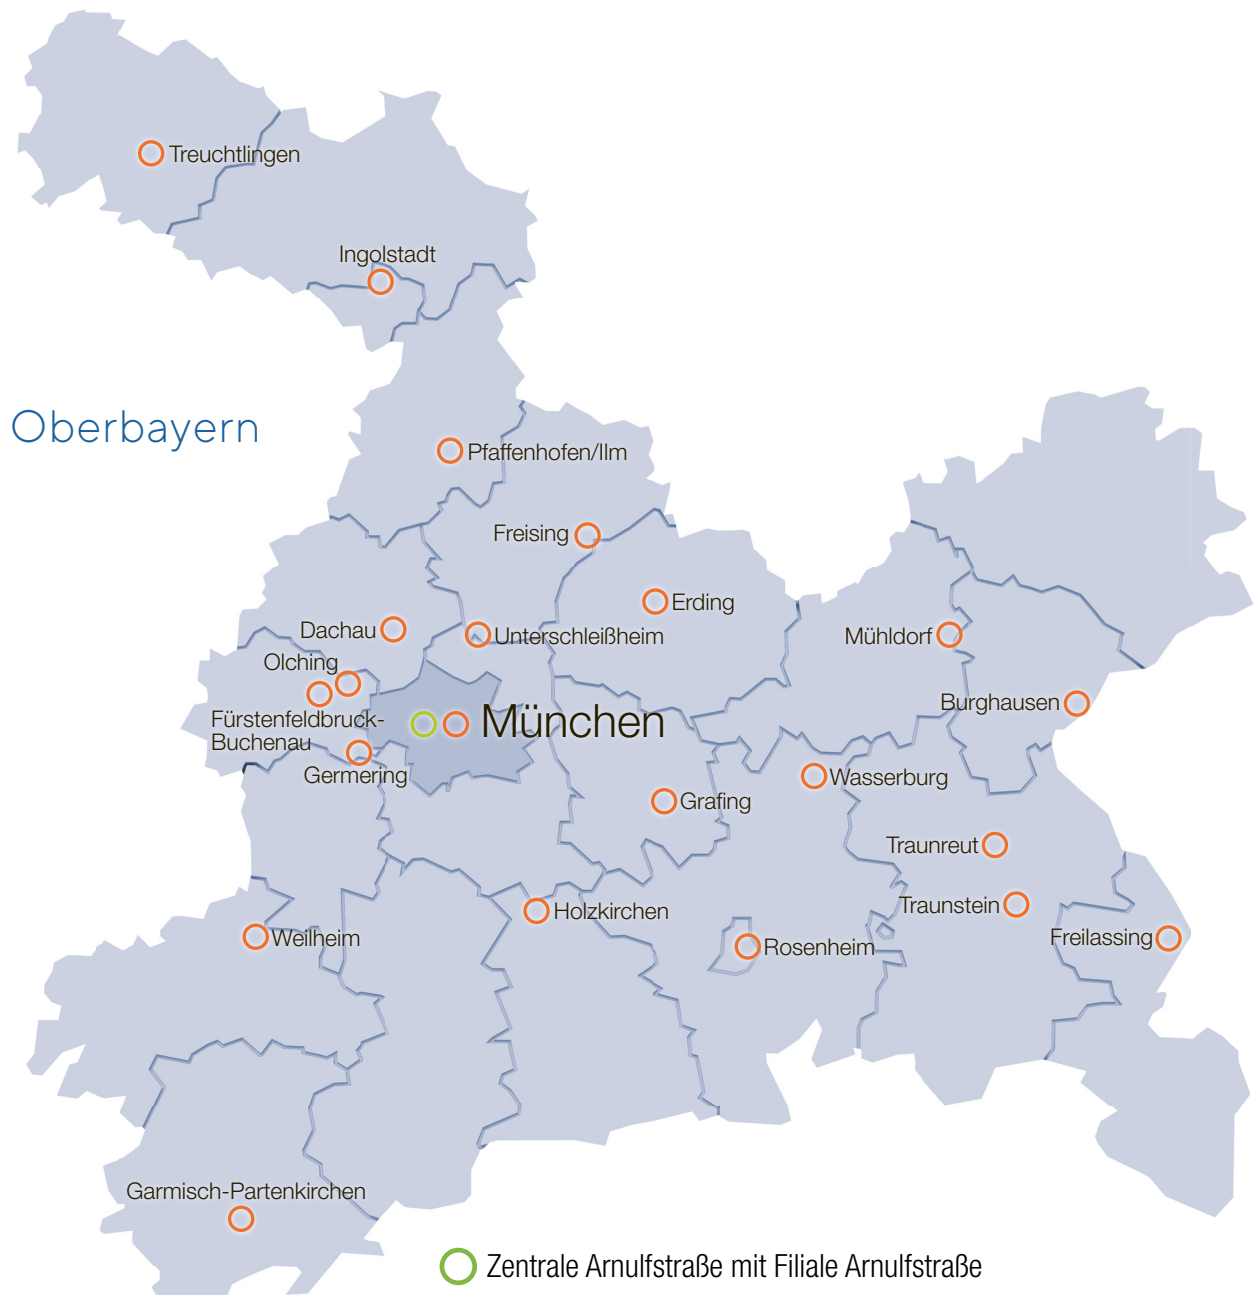 Treuchtlingen
Ingolstadt
Oberbayern
Pfaffenhofen/Ilm
Freising
Erding
Dachau
Unterschleißheim
Mühldorf
Olching
Burghausen
Fürstenfeldbruck-
Buchenau
München
Germering
Wasserburg
Grafing
Traunreut
Traunstein
Holzkirchen
Weilheim
Rosenheim
Freilassing
Garmisch-Partenkirchen
Zentrale Arnulfstraße mit Filiale Arnulfstraße